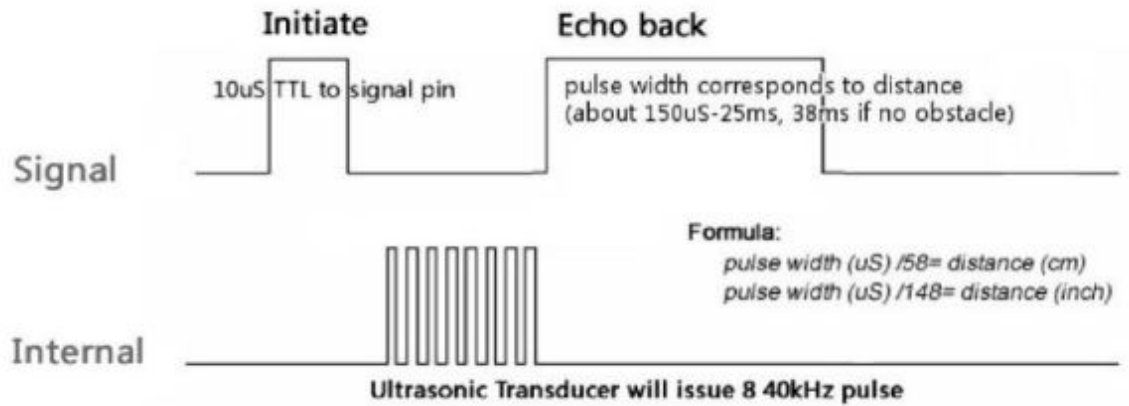 Initiate
Echo back
10uS TTL to signal pin
pulse width corresponds to distance
(about 150uS-25ms, 38ms if no obstacle)
Signal
Formula:
pulse width (uS) /58= distance (cm)
pulse width (uS) /148= distance (inch)
Internal
Ultrasonic Transducer will issue 8 40kHz pulse